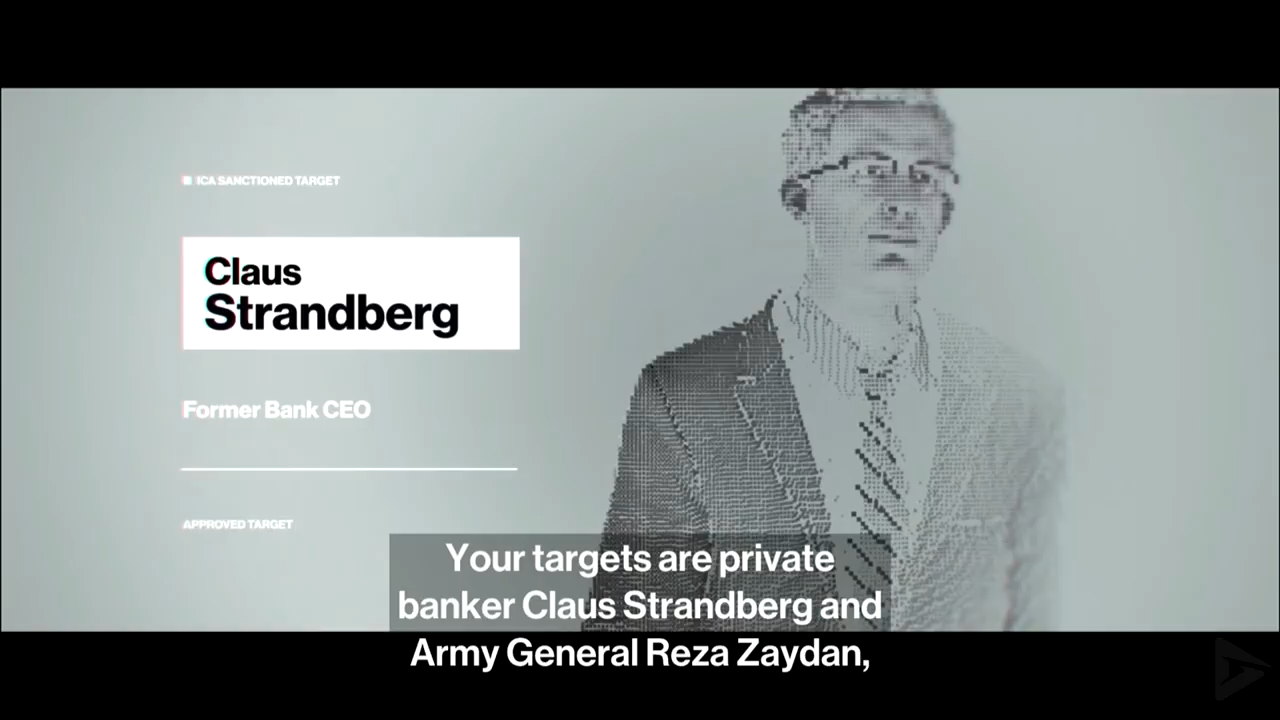 ICA SANCTIONED TARGET
Claus
Strandberg
Former Bank CEO
APPROVED TARGET
Your targets are private
banker Claus Strandberg and
Army General Reza Zaydan,